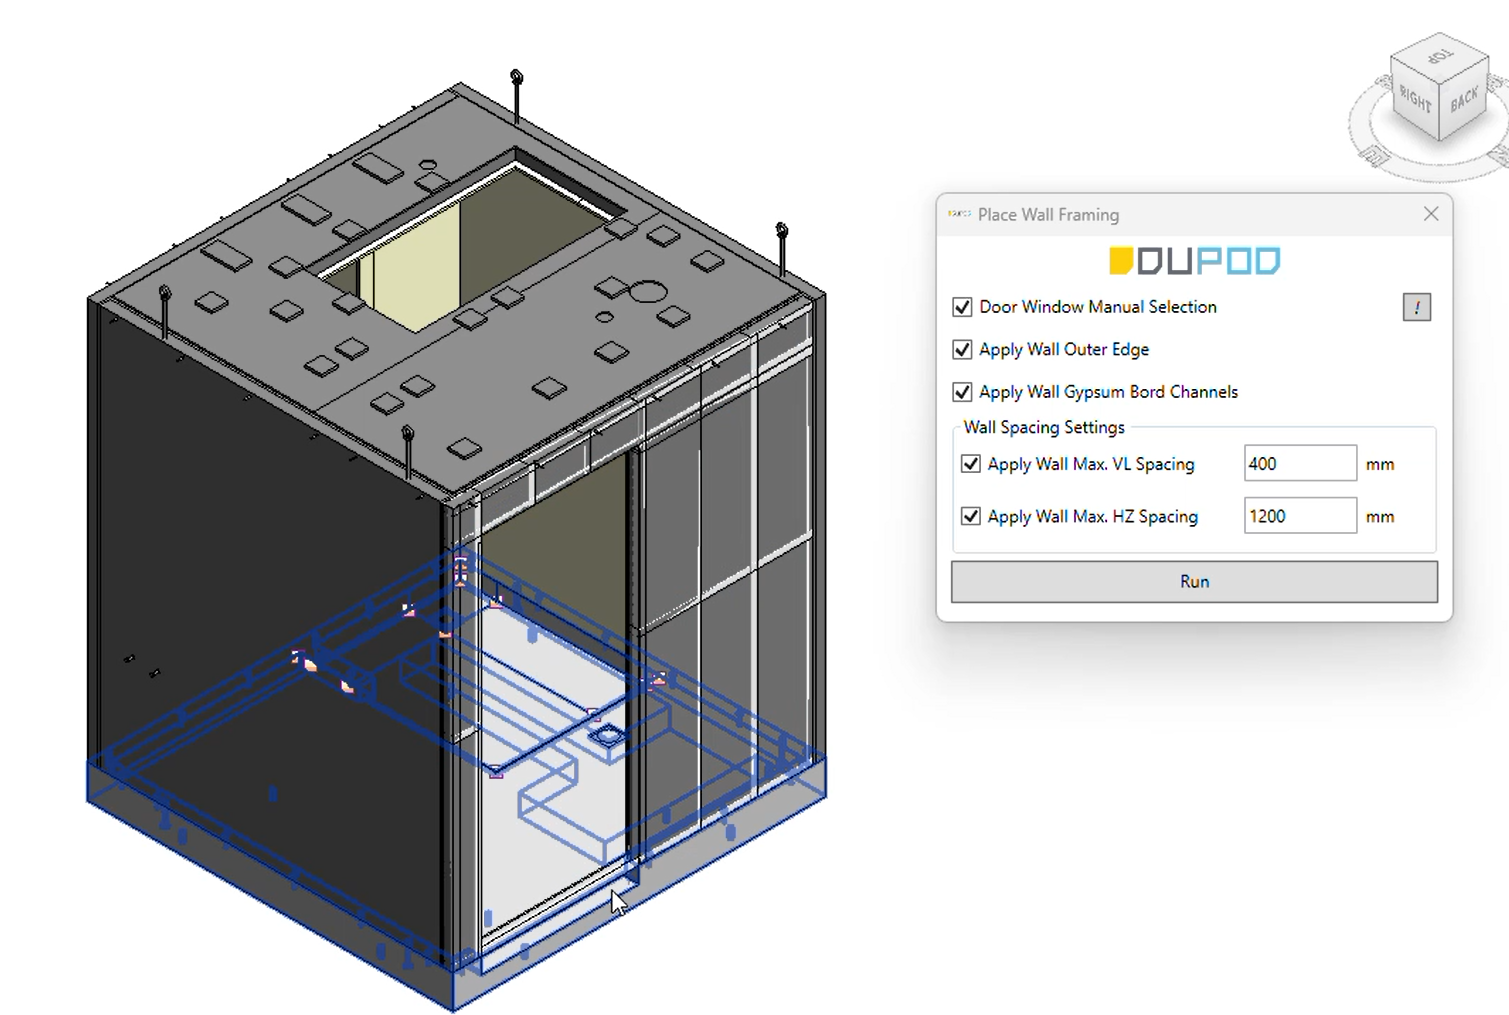 TOP
RIGHT
BACK
E
Place Wall Framing
DUPOD
Door Window Manual Selection
!
Apply Wall Outer Edge
Apply Wall Gypsum Bord Channels
Wall Spacing Settings
Apply Wall Max. VL Spacing 400 mm
Apply Wall Max. HZ Spacing 1200 mm
Run